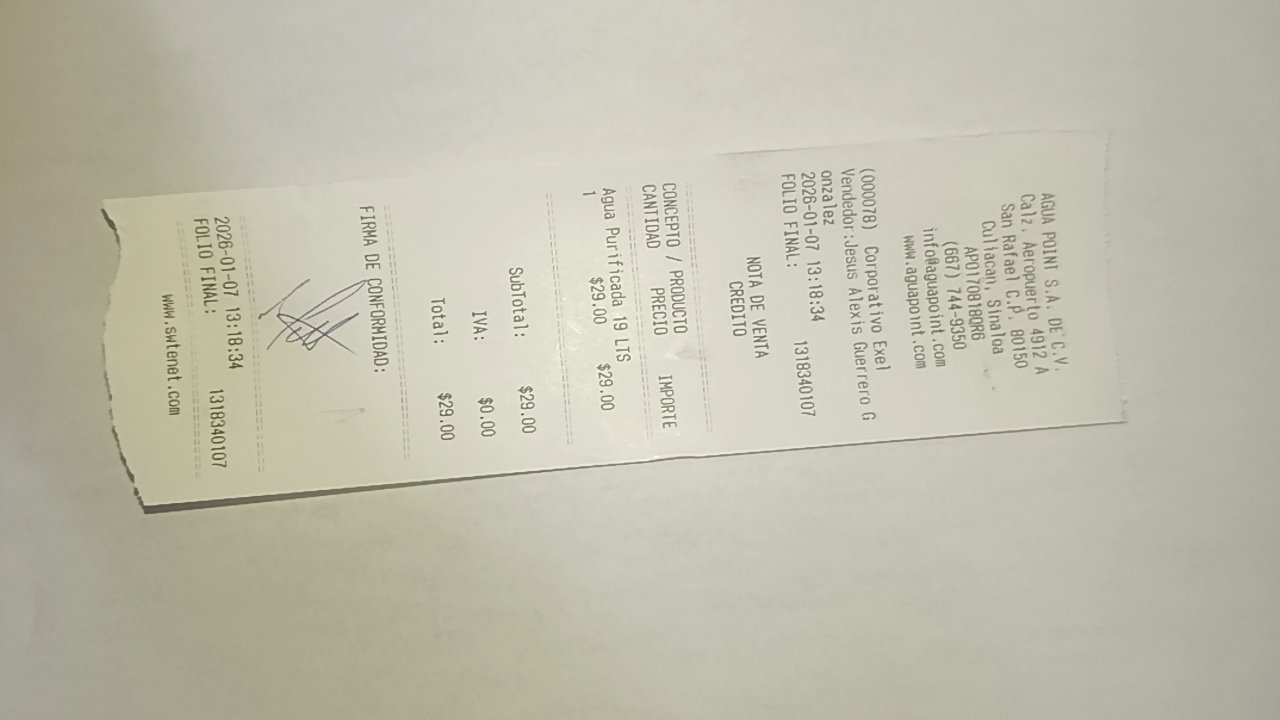 AGUA POINT S.A. DE C.V.
Calz. Aeropuerto 4912 A
San Rafael C.P. 80150
Culiacan, Sinaloa
APO170818QR6
(667) 744-9350
info@aguapoint.com
www.aguapoint.com
(000078) Corporativo Exel
Vendedor:Jesus Alexis Guerrero G
onzalez
2026-01-07 13:18:34
FOLIO FINAL: 1318340107
NOTA DE VENTA
CREDITO
CONCEPTO / PRODUCTO
CANTIDAD PRECIO IMPORTE
Agua Purificada 19 LTS
1 $29.00 $29.00
SubTotal: $29.00
IVA: $0.00
Total: $29.00
FIRMA DE CONFORMIDAD:
2026-01-07 13:18:34
FOLIO FINAL: 1318340107
www.swtenet.com